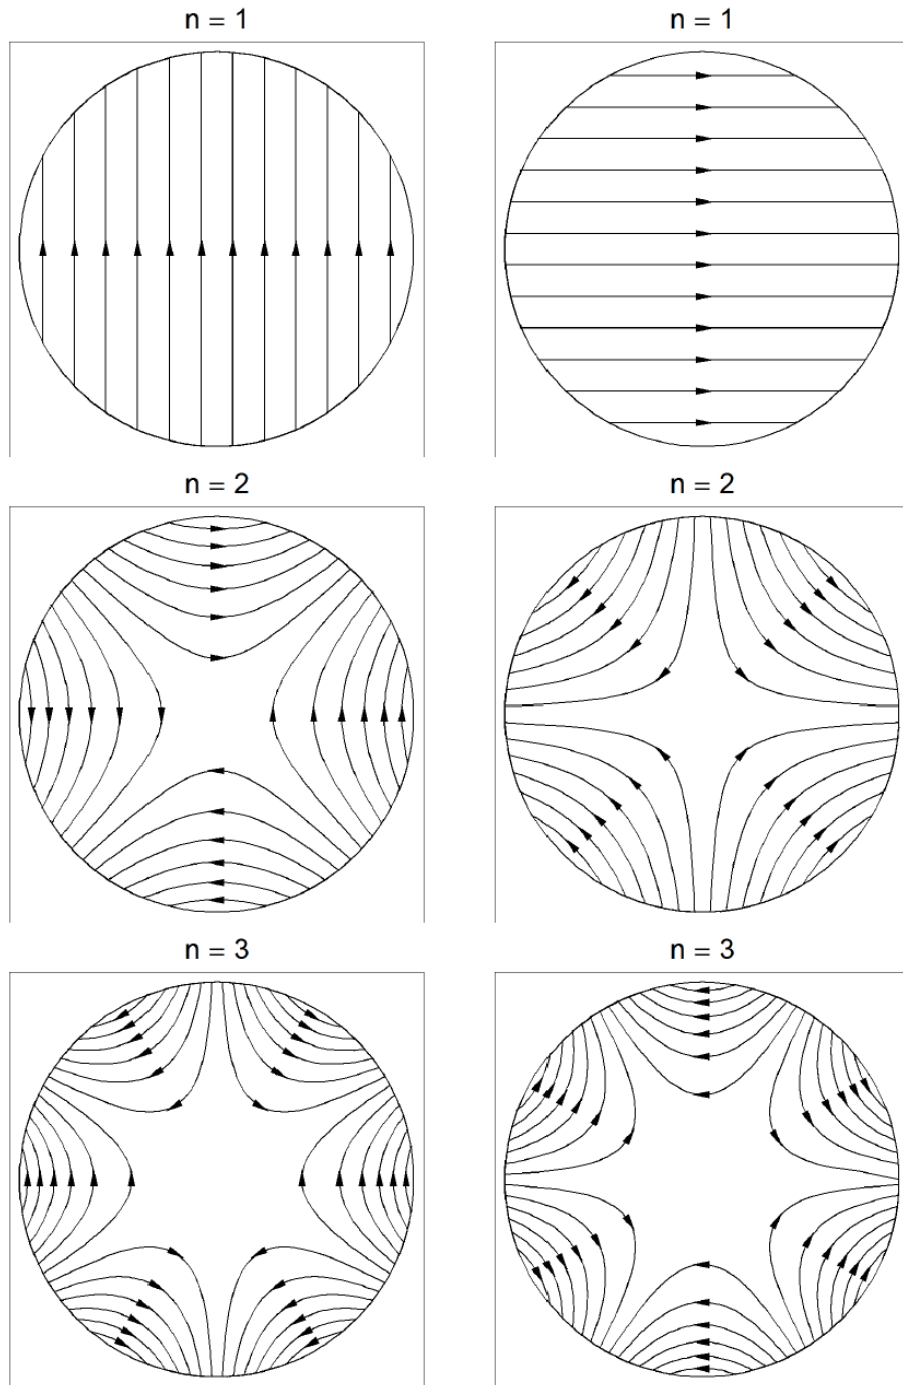 n = 1
n = 1
n = 2
n = 2
n = 3
n = 3